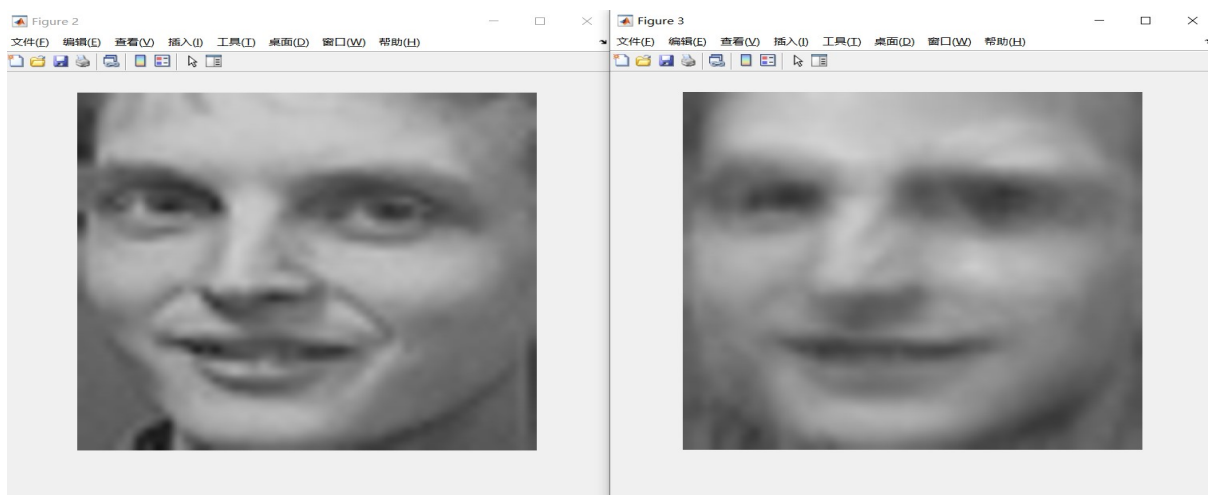 Figure 2
文件(F) 编辑(E) 查看(V) 插入(I) 工具(T) 桌面(D) 窗口(W) 帮助(H)
Figure 3
文件(F) 编辑(E) 查看(V) 插入(I) 工具(T) 桌面(D) 窗口(W) 帮助(H)